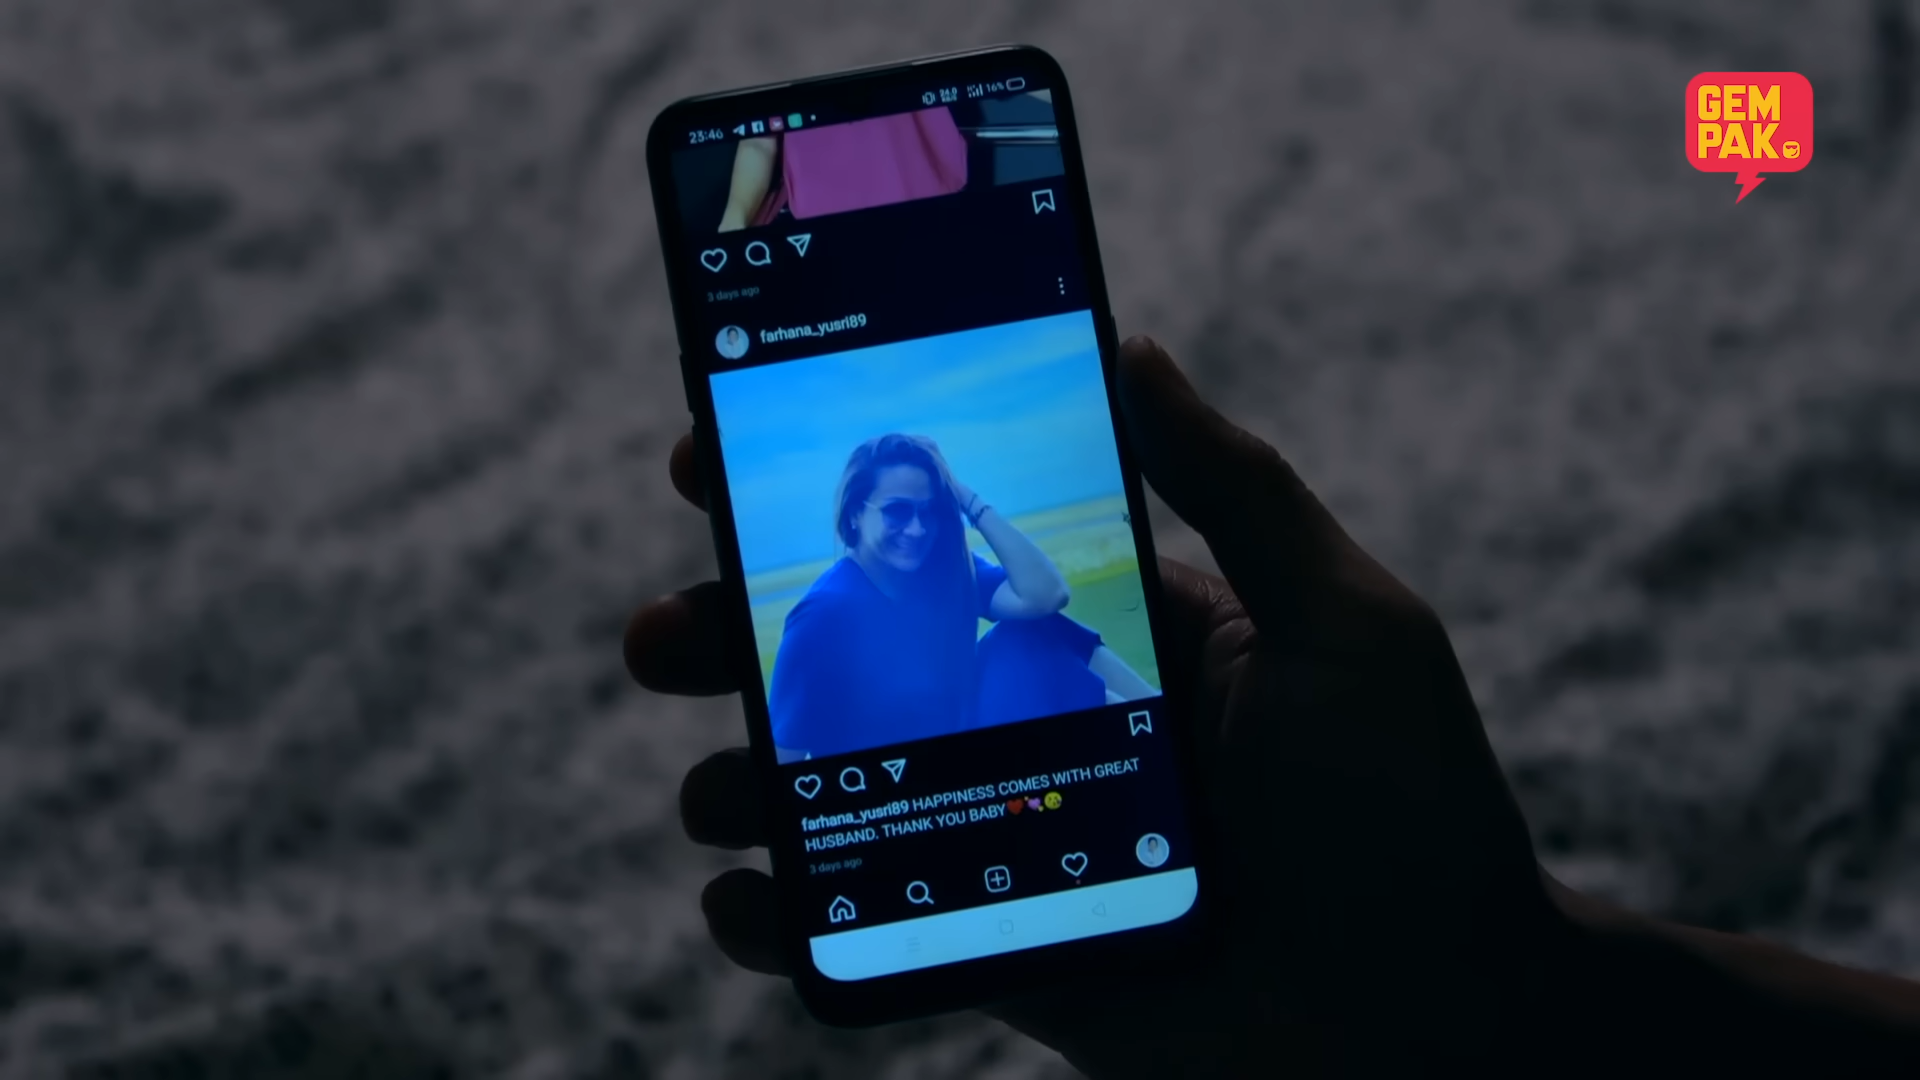 GEM
PAK
23:46
16%
3 days ago
farhana_yusri89
farhana_yusri89 HAPPINESS COMES WITH GREAT
HUSBAND. THANK YOU BABY❤️💘😘
3 days ago